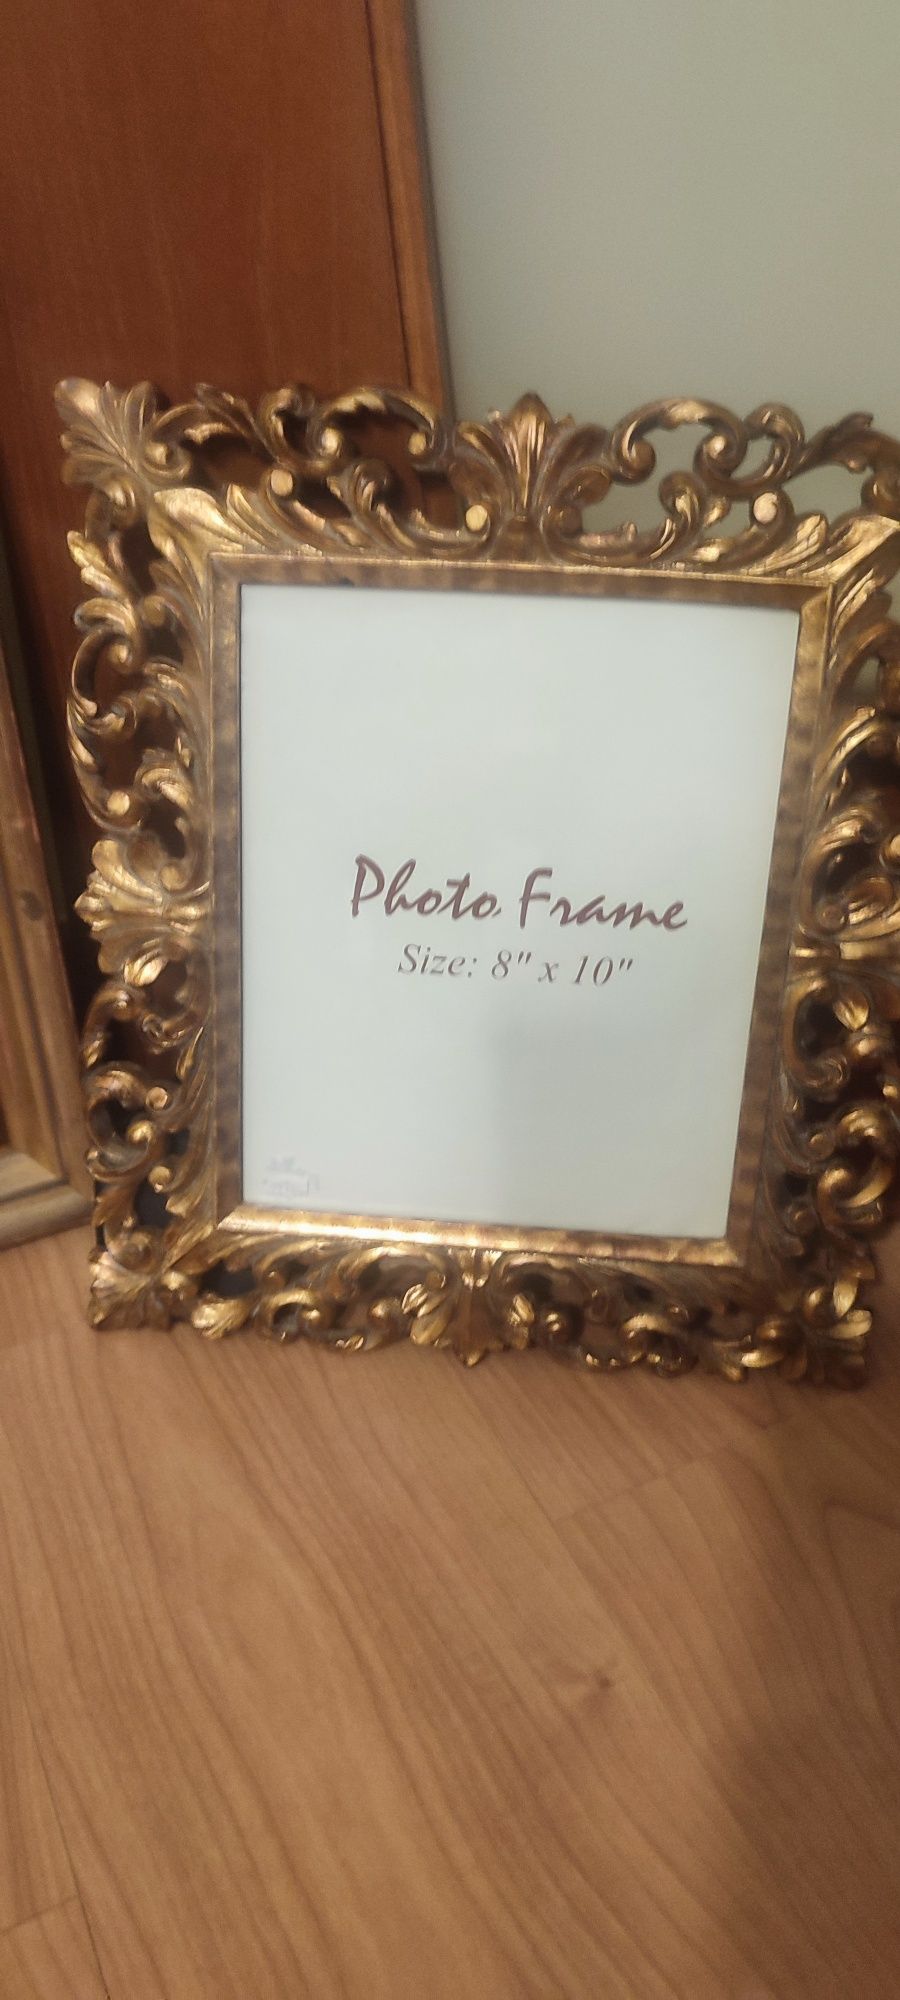 Photo Frame
Size: 8" x 10"